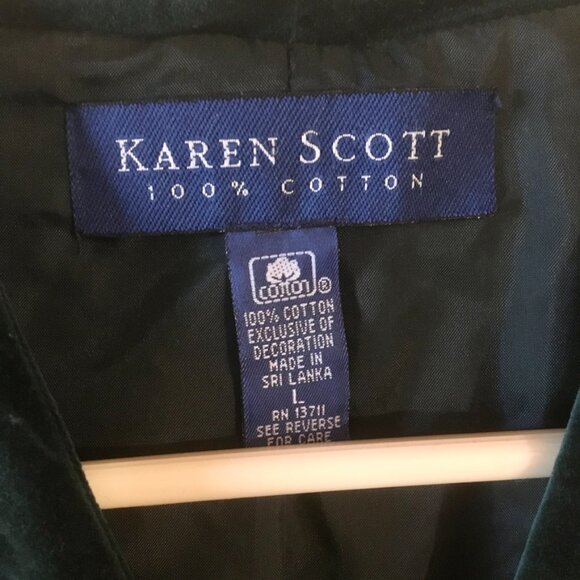 KAREN SCOTT
100% COTTON
cotton®
100% COTTON
EXCLUSIVE OF
DECORATION
MADE IN
SRI LANKA
L
RN 13711
SEE REVERSE
FOR CARE